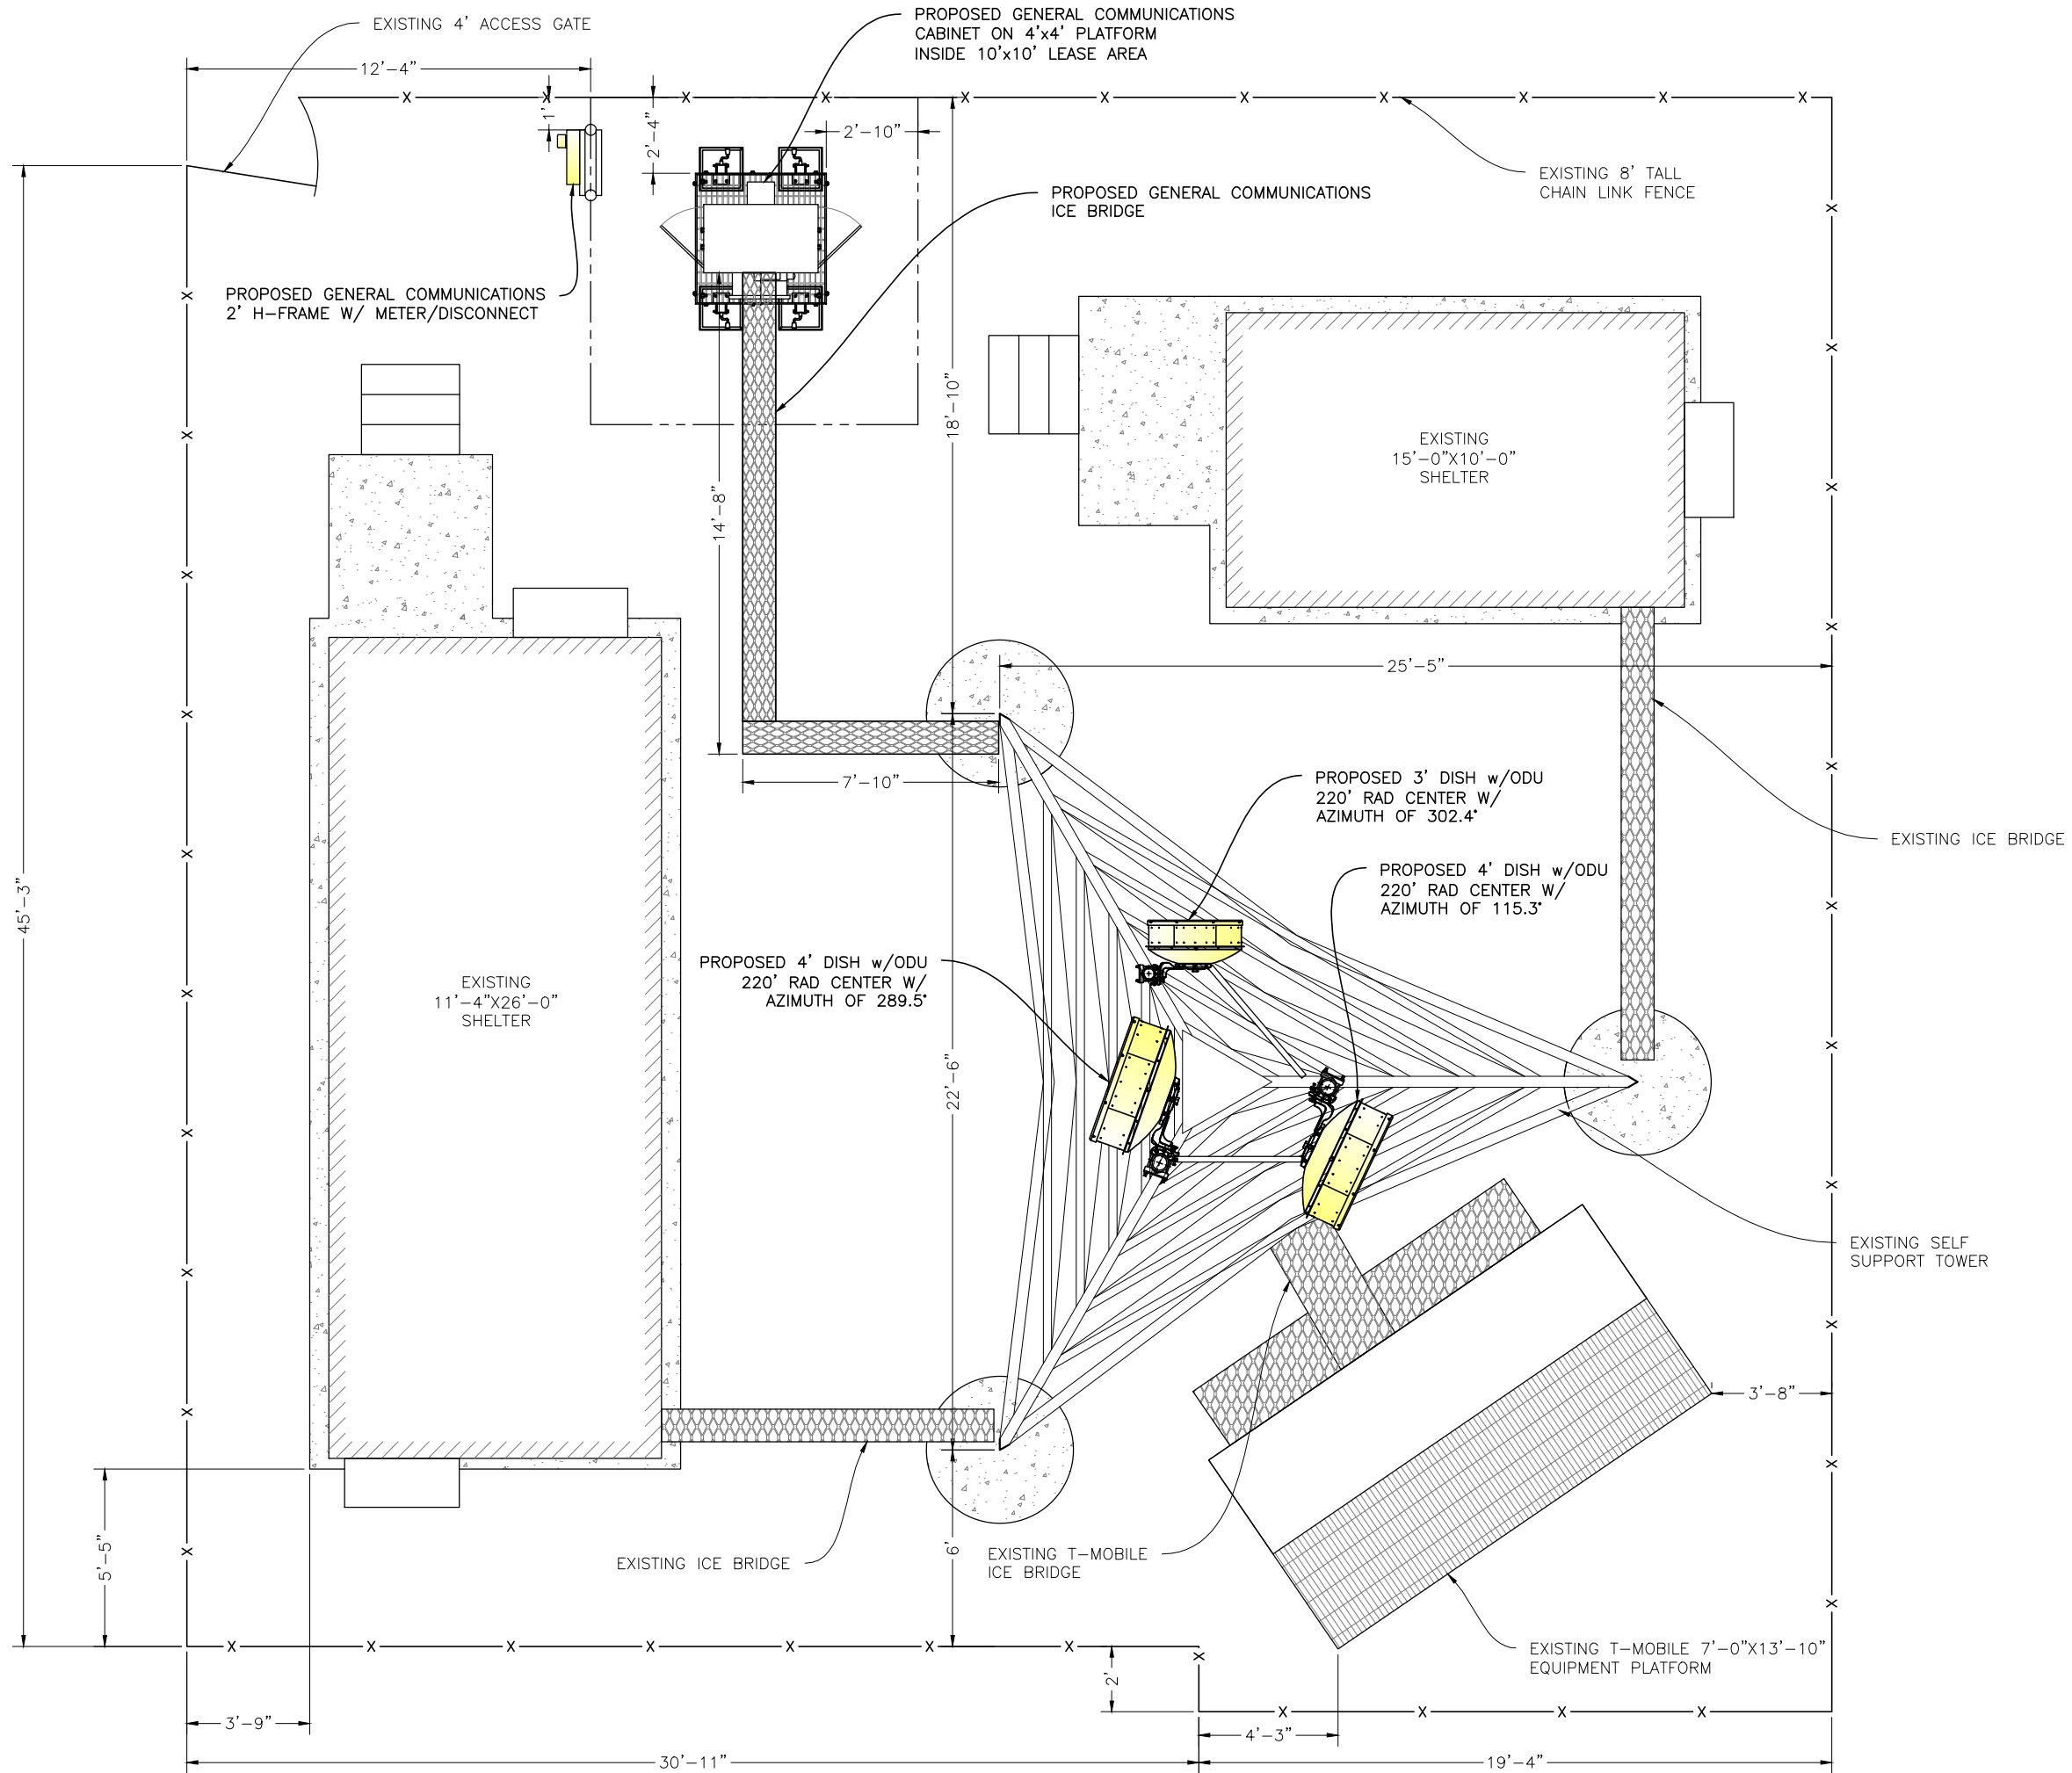 EXISTING 4' ACCESS GATE
PROPOSED GENERAL COMMUNICATIONS
CABINET ON 4'x4' PLATFORM
INSIDE 10'x10' LEASE AREA
12'-4"
X X X X X X X X X X X
1'
2'-4"
2'-10"
EXISTING 8' TALL
CHAIN LINK FENCE
PROPOSED GENERAL COMMUNICATIONS
ICE BRIDGE
PROPOSED GENERAL COMMUNICATIONS
2' H-FRAME W/ METER/DISCONNECT
18'-10"
14'-8"
EXISTING
15'-0"X10'-0"
SHELTER
25'-5"
7'-10"
PROPOSED 3' DISH w/ODU
220' RAD CENTER W/
AZIMUTH OF 302.4°
EXISTING ICE BRIDGE
PROPOSED 4' DISH w/ODU
220' RAD CENTER W/
AZIMUTH OF 115.3°
45'-3"
PROPOSED 4' DISH w/ODU
220' RAD CENTER W/
AZIMUTH OF 289.5°
EXISTING
11'-4"X26'-0"
SHELTER
22'-6"
EXISTING SELF
SUPPORT TOWER
3'-8"
5'-5"
6'
EXISTING ICE BRIDGE
EXISTING T-MOBILE
ICE BRIDGE
EXISTING T-MOBILE 7'-0"X13'-10"
EQUIPMENT PLATFORM
X X X X X X X
2'
X X X X
3'-9"
4'-3"
30'-11"
19'-4"